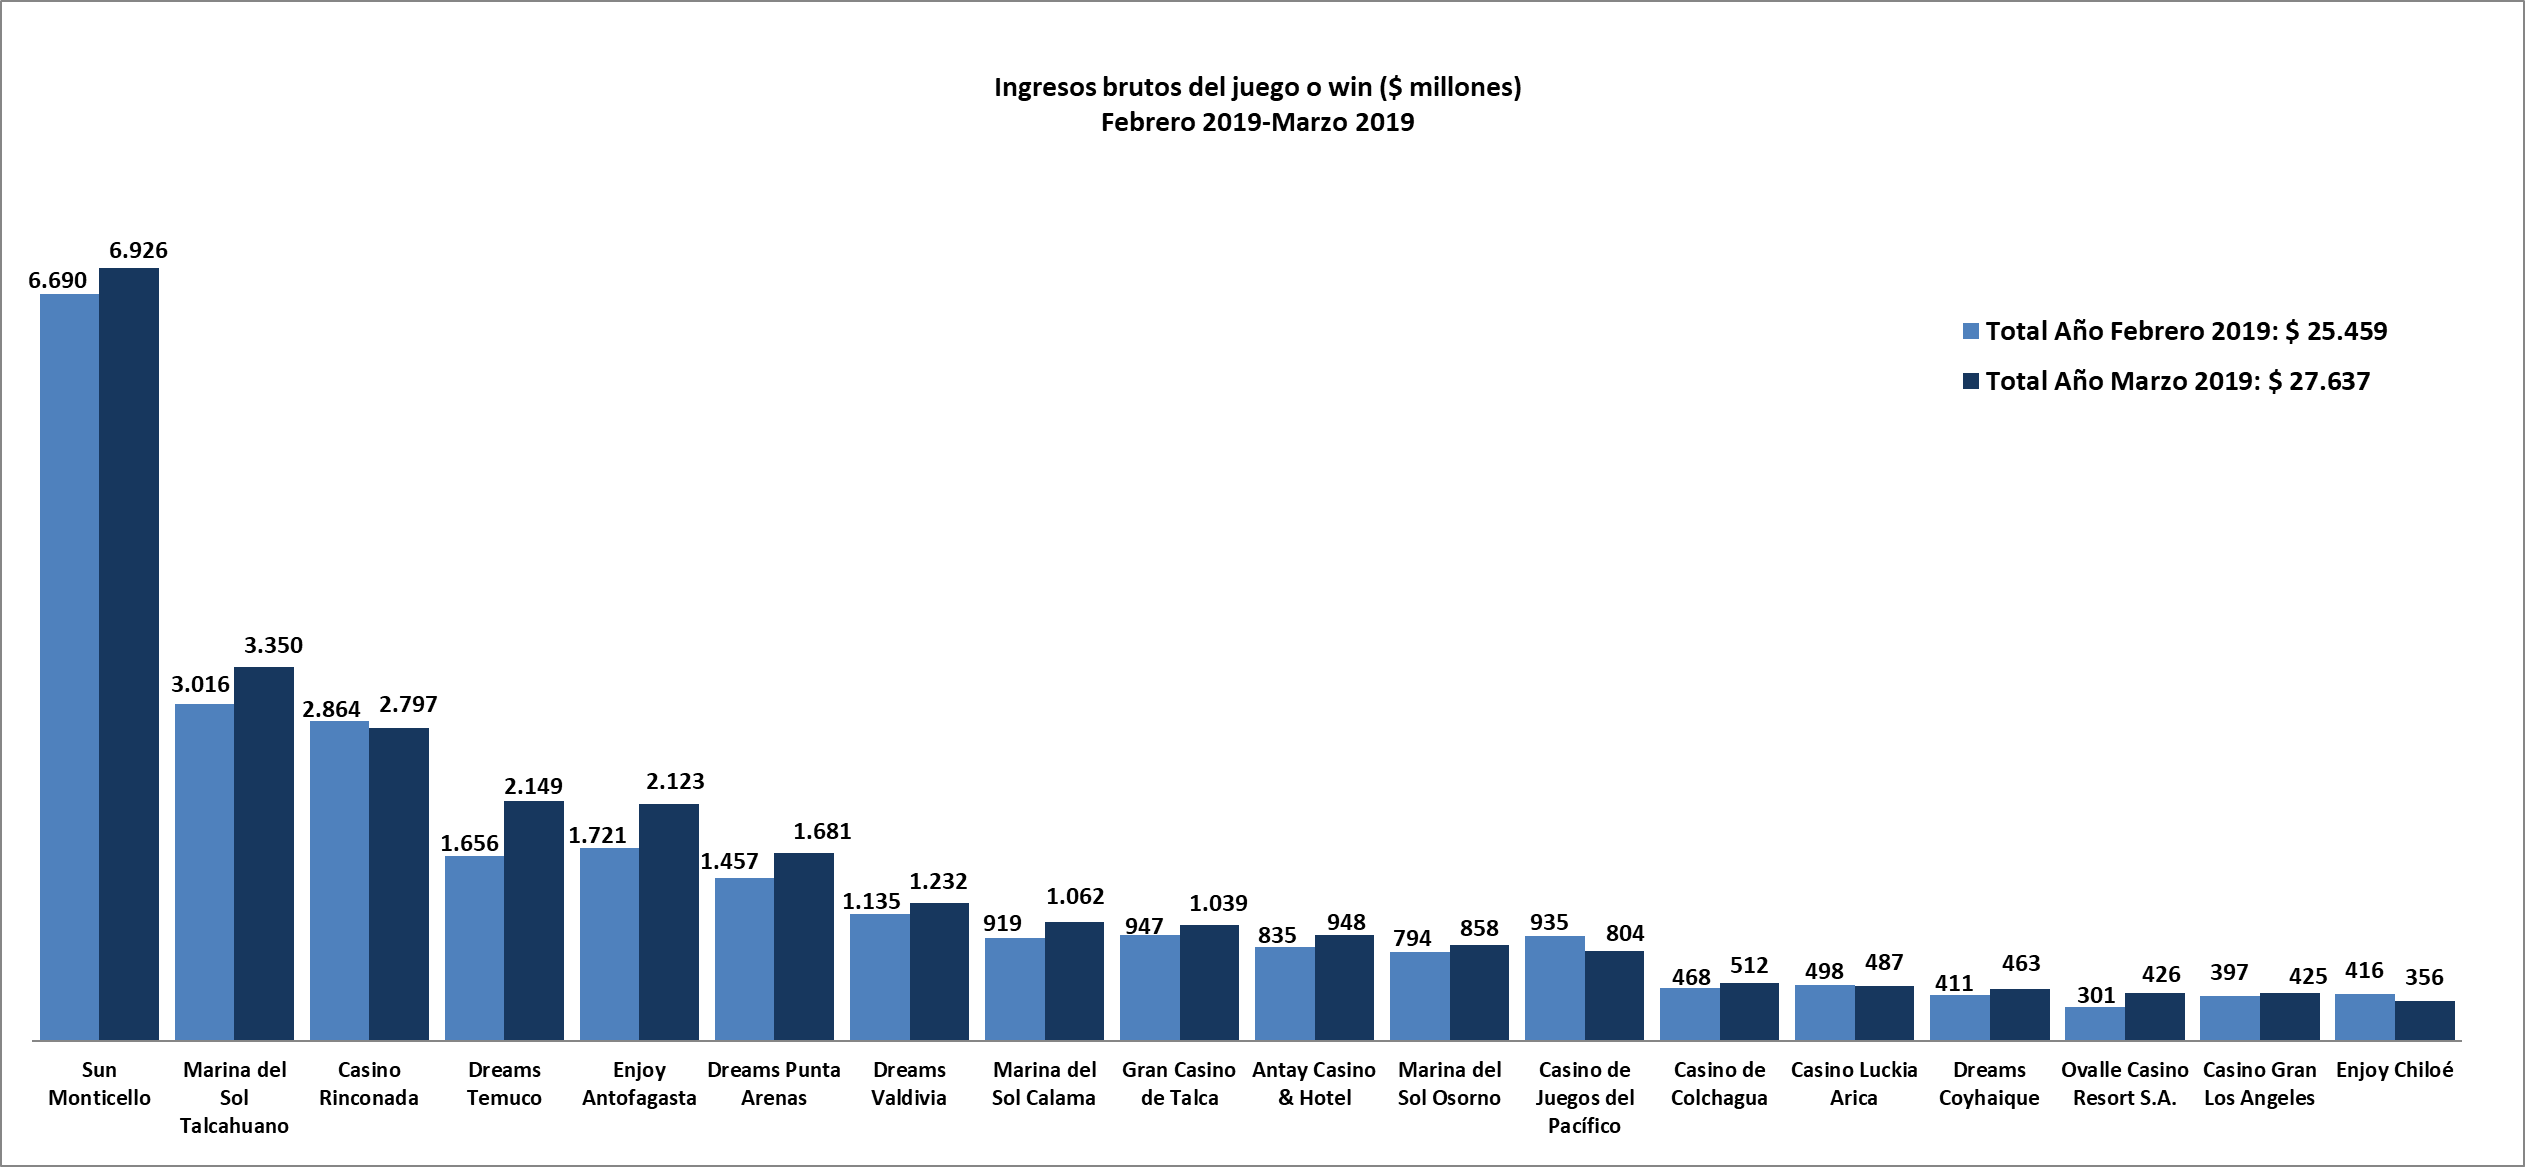 Ingresos brutos del juego o win ($ millones)
Febrero 2019-Marzo 2019
Total Año Febrero 2019: $ 25.459
Total Año Marzo 2019: $ 27.637
6.690
6.926
3.016
3.350
2.864
2.797
1.656
2.149
1.721
2.123
1.457
1.681
1.135
1.232
919
1.062
947
1.039
835
948
794
858
935
804
468
512
498
487
411
463
301
426
397
425
416
356
Sun
Monticello
Marina del
Sol
Talcahuano
Casino
Rinconada
Dreams
Temuco
Enjoy
Antofagasta
Dreams Punta
Arenas
Dreams
Valdivia
Marina del
Sol Calama
Gran Casino
de Talca
Antay Casino
& Hotel
Marina del
Sol Osorno
Casino de
Juegos del
Pacífico
Casino de
Colchagua
Casino Luckia
Arica
Dreams
Coyhaique
Ovalle Casino
Resort S.A.
Casino Gran
Los Angeles
Enjoy Chiloé